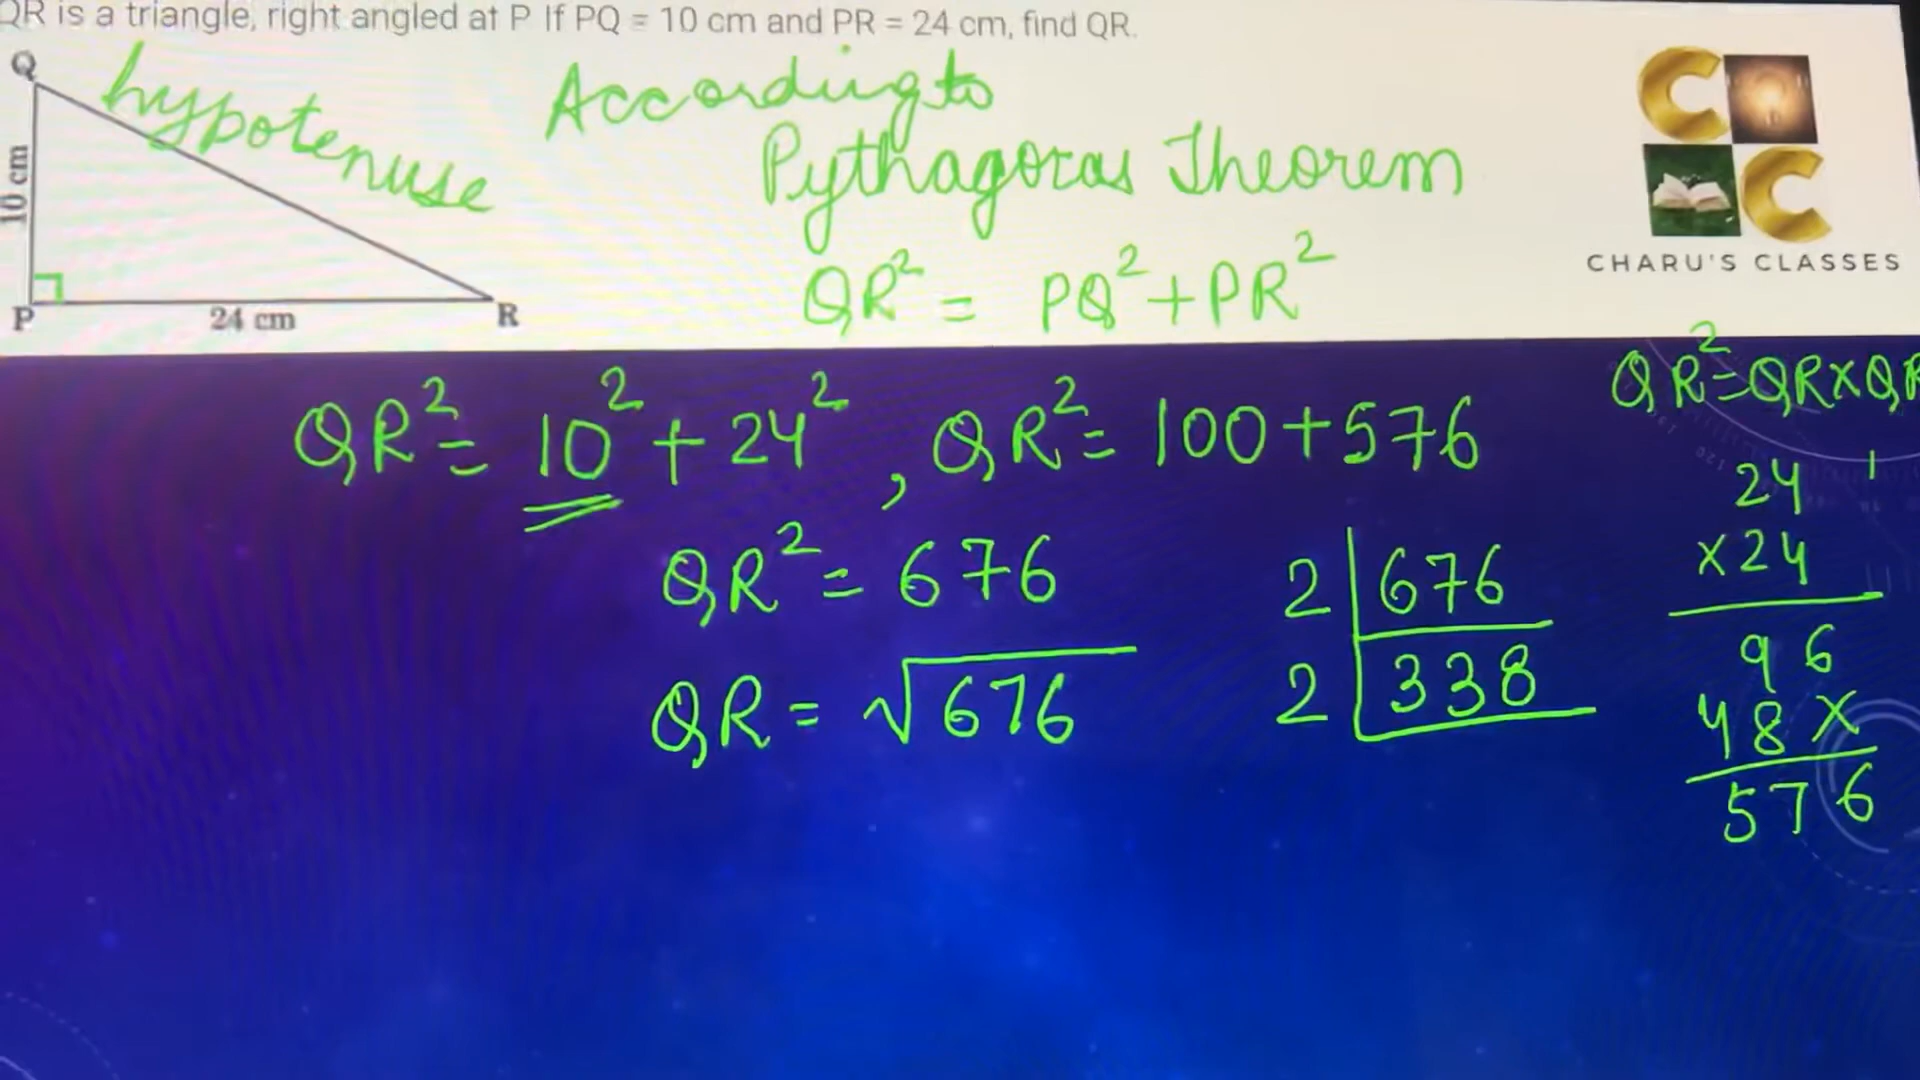 QR is a triangle, right angled at P If PQ = 10 cm and PR = 24 cm, find QR.
Q
hypotenuse
10 cm
P
24 cm
R
According to
Pythagoras Theorem
QR² = PQ² + PR²
C
C
CHARU'S CLASSES
QR² = 10² + 24² , QR² = 100 + 576
QR² = 676
QR = √676
2 | 676
2 | 338
QR² = QR × QR
24
×24
96
48×
576